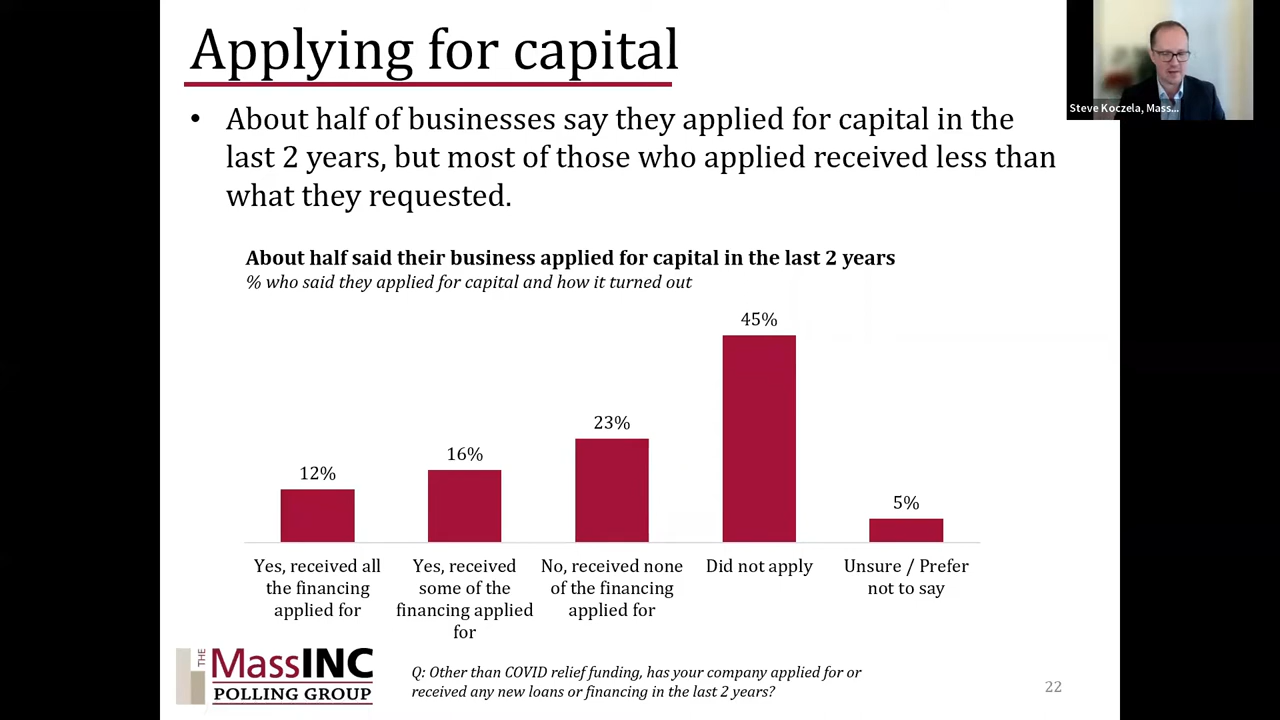 Applying for capital
Steve Koczela, Mass...
• About half of businesses say they applied for capital in the
last 2 years, but most of those who applied received less than
what they requested.
About half said their business applied for capital in the last 2 years
% who said they applied for capital and how it turned out
45%
23%
16%
12%
5%
Yes, received all
the financing
applied for
Yes, received
some of the
financing applied
for
No, received none
of the financing
applied for
Did not apply
Unsure / Prefer
not to say
THE
MassINC
POLLING GROUP
Q: Other than COVID relief funding, has your company applied for or
received any new loans or financing in the last 2 years?
22